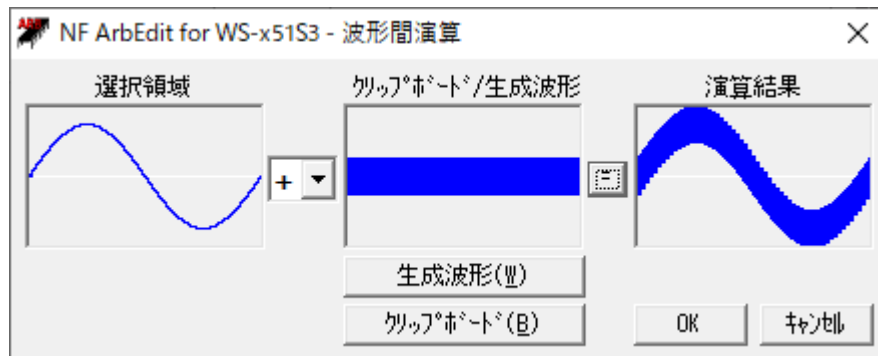 NF ArbEdit for WS-x51S3 - 波形間演算
選択領域
ｸﾘｯﾌﾟﾎﾞｰﾄﾞ/生成波形
演算結果
+
=
生成波形(W)
ｸﾘｯﾌﾟﾎﾞｰﾄﾞ(B)
OK
ｷｬﾝｾﾙ